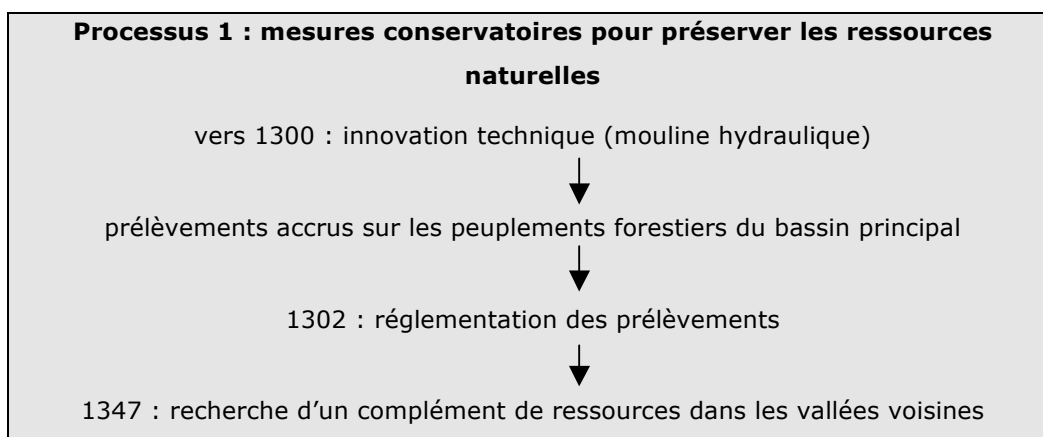 Processus 1 : mesures conservatoires pour préserver les ressources
naturelles
vers 1300 : innovation technique (mouline hydraulique)
prélèvements accrus sur les peuplements forestiers du bassin principal
1302 : réglementation des prélèvements
1347 : recherche d’un complément de ressources dans les vallées voisines